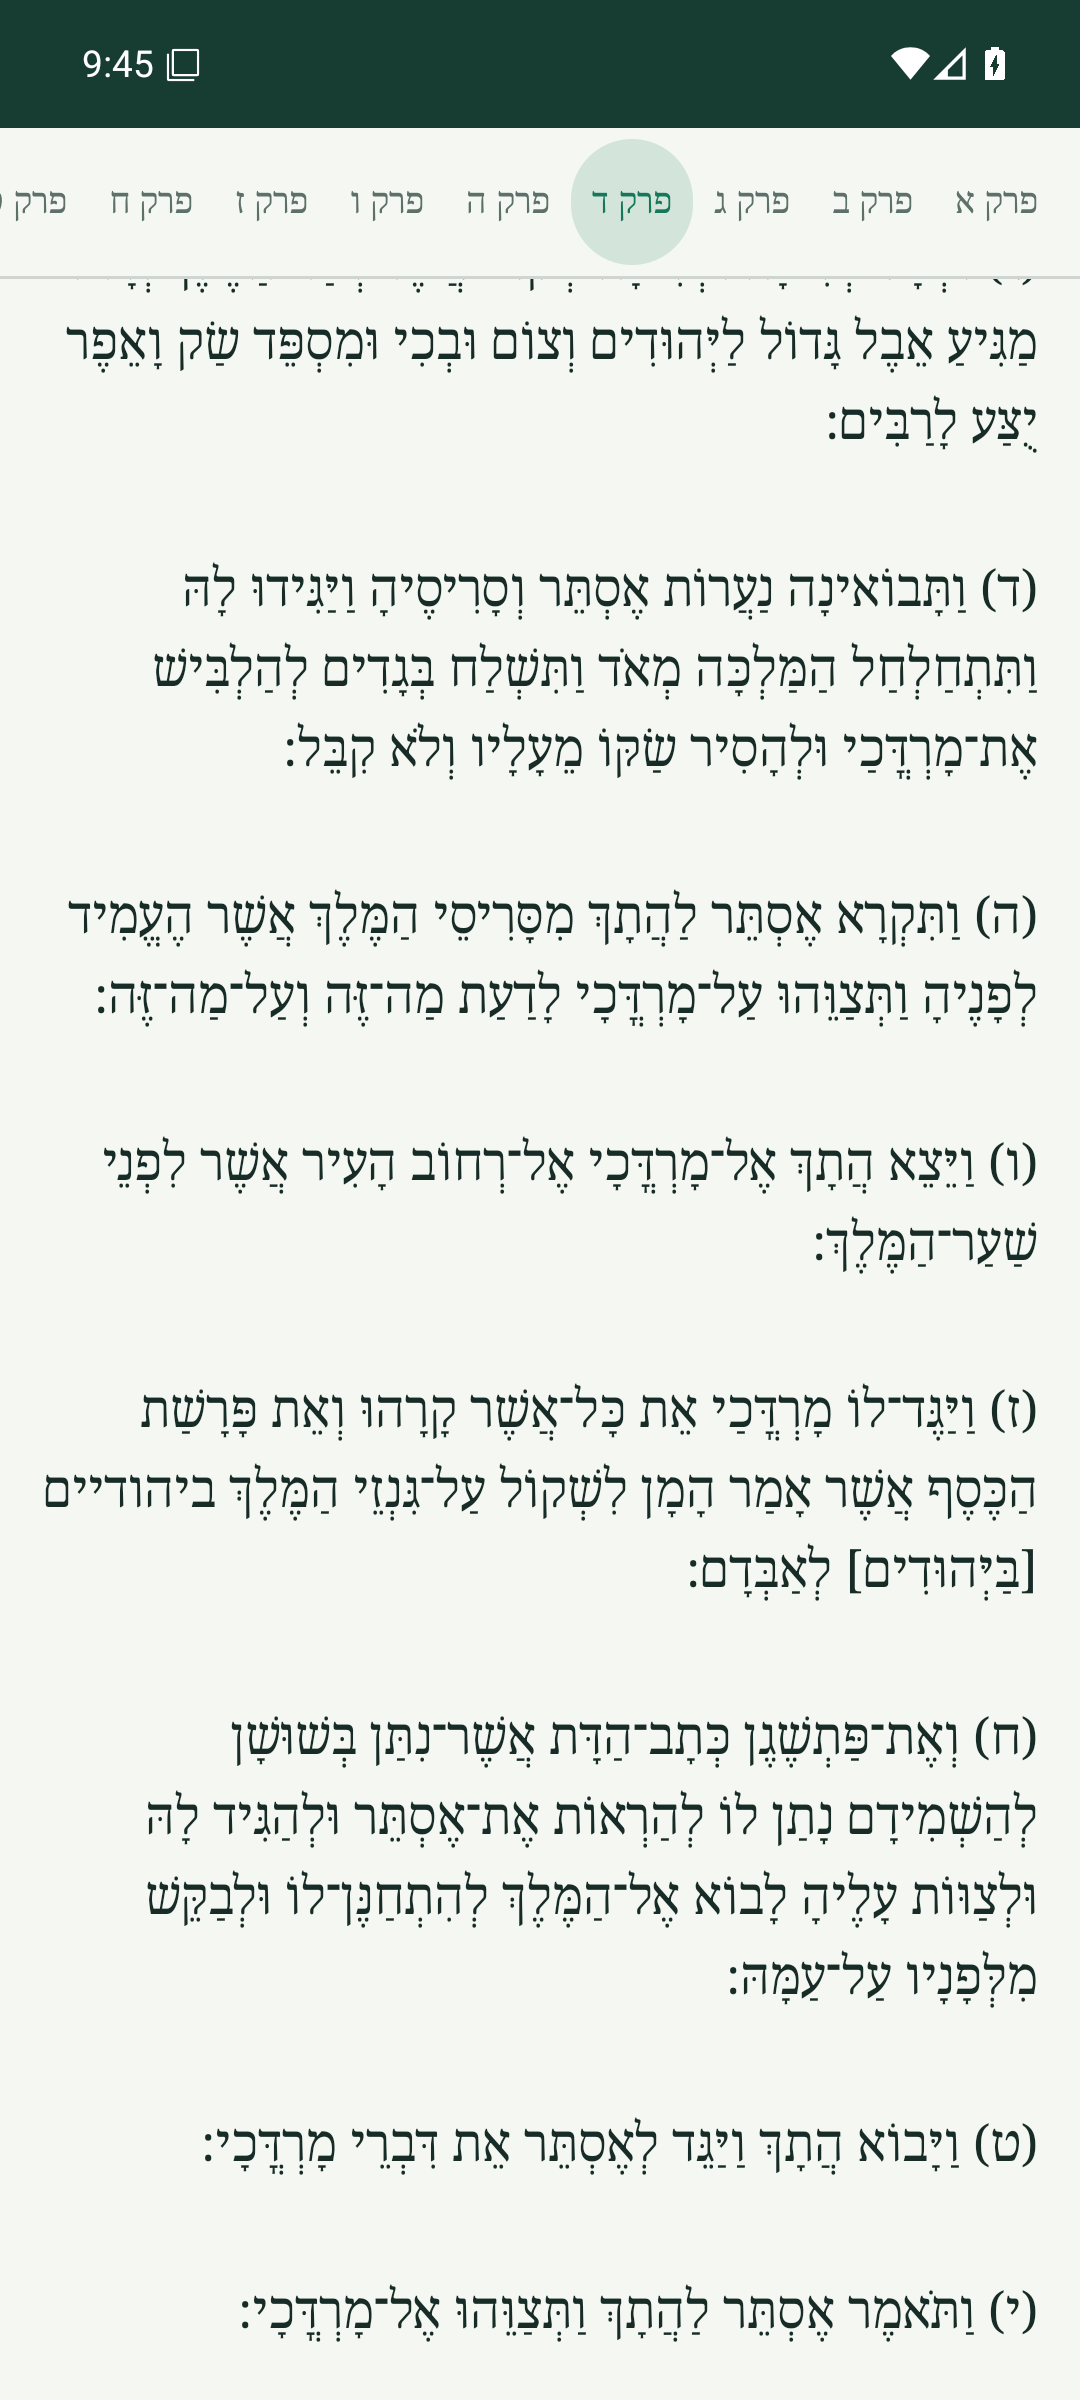 9:45
פרק א פרק ב פרק ג פרק ד פרק ה פרק ו פרק ז פרק ח פרק
מַגִּיעַ אֵבֶל גָּדוֹל לַיְּהוּדִים וְצוֹם וּבְכִי וּמִסְפֵּד שַׂק וָאֵפֶר
יֻצַּע לָרַבִּים:
(ד) וַתָּבוֹאינָה נַעֲרוֹת אֶסְתֵּר וְסָרִיסֶיהָ וַיַּגִּידוּ לָהּ
וַתִּתְחַלְחַל הַמַּלְכָּה מְאֹד וַתִּשְׁלַח בְּגָדִים לְהַלְבִּישׁ
אֶת־מָרְדֳּכַי וּלְהָסִיר שַׂקּוֹ מֵעָלָיו וְלֹא קִבֵּל:
(ה) וַתִּקְרָא אֶסְתֵּר לַהֲתָךְ מִסָּרִיסֵי הַמֶּלֶךְ אֲשֶׁר הֶעֱמִיד
לְפָנֶיהָ וַתְּצַוֵּהוּ עַל־מָרְדֳּכָי לָדַעַת מַה־זֶּה וְעַל־מַה־זֶּה:
(ו) וַיֵּצֵא הֲתָךְ אֶל־מָרְדֳּכָי אֶל־רְחוֹב הָעִיר אֲשֶׁר לִפְנֵי
שַׁעַר־הַמֶּלֶךְ:
(ז) וַיַּגֶּד־לוֹ מָרְדֳּכַי אֵת כָּל־אֲשֶׁר קָרָהוּ וְאֵת פָּרָשַׁת
הַכֶּסֶף אֲשֶׁר אָמַר הָמָן לִשְׁקוֹל עַל־גִּנְזֵי הַמֶּלֶךְ ביהודיים
[בַּיְּהוּדִים] לְאַבְּדָם:
(ח) וְאֶת־פַּתְשֶׁגֶן כְּתָב־הַדָּת אֲשֶׁר־נִתַּן בְּשׁוּשָׁן
לְהַשְׁמִידָם נָתַן לוֹ לְהַרְאוֹת אֶת־אֶסְתֵּר וּלְהַגִּיד לָהּ
וּלְצַוּוֹת עָלֶיהָ לָבוֹא אֶל־הַמֶּלֶךְ לְהִתְחַנֶּן־לוֹ וּלְבַקֵּשׁ
מִלְּפָנָיו עַל־עַמָּהּ:
(ט) וַיָּבוֹא הֲתָךְ וַיַּגֵּד לְאֶסְתֵּר אֵת דִּבְרֵי מָרְדֳּכָי:
(י) וַתֹּאמֶר אֶסְתֵּר לַהֲתָךְ וַתְּצַוֵּהוּ אֶל־מָרְדֳּכָי: